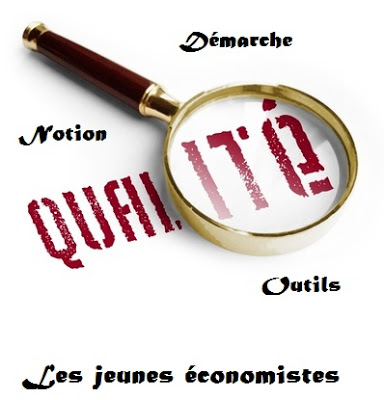 Démarche
Notion
QUALITÉ
Outils
Les jeunes économistes